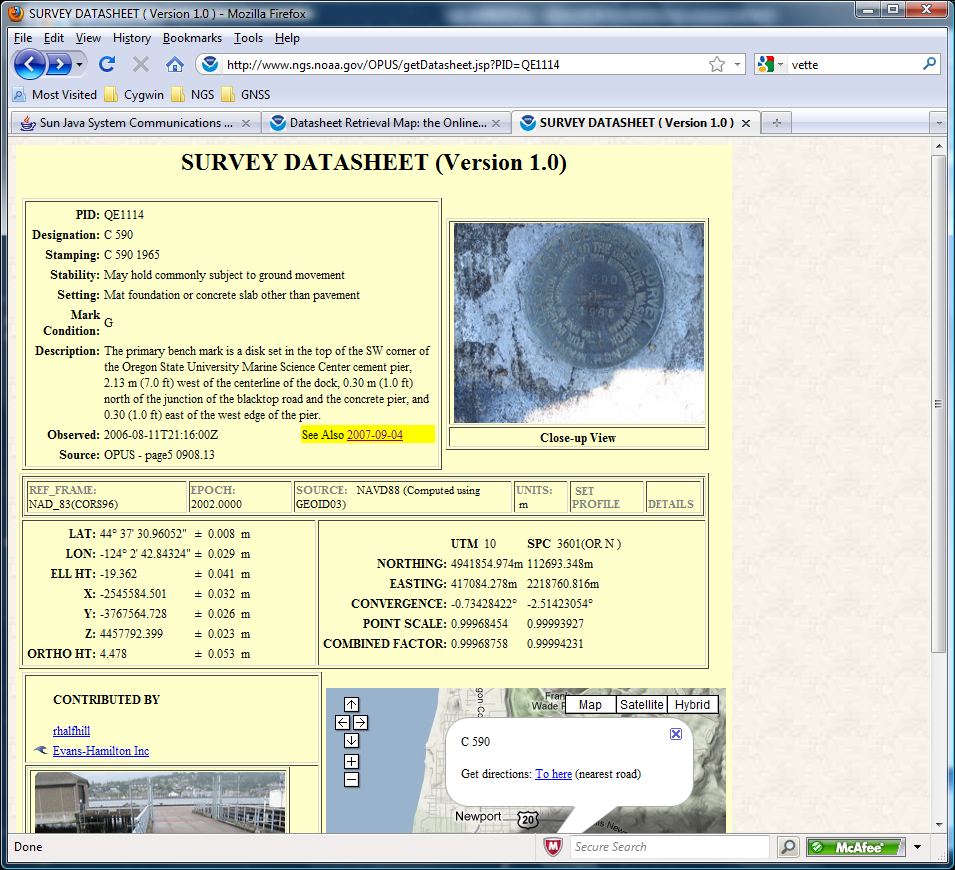 SURVEY DATASHEET ( Version 1.0 ) - Mozilla Firefox
File Edit View History Bookmarks Tools Help
http://www.ngs.noaa.gov/OPUS/getDatasheet.jsp?PID=QE1114 vette
Most Visited Cygwin NGS GNSS
Sun Java System Communications ... Datasheet Retrieval Map: the Online... SURVEY DATASHEET ( Version 1.0 )
SURVEY DATASHEET (Version 1.0)
PID: QE1114
Designation: C 590
Stamping: C 590 1965
Stability: May hold commonly subject to ground movement
Setting: Mat foundation or concrete slab other than pavement
Mark
Condition: G
Description: The primary bench mark is a disk set in the top of the SW corner of
the Oregon State University Marine Science Center cement pier,
2.13 m (7.0 ft) west of the centerline of the dock, 0.30 m (1.0 ft)
north of the junction of the blacktop road and the concrete pier, and
0.30 (1.0 ft) east of the west edge of the pier.
Observed: 2006-08-11T21:16:00Z See Also 2007-09-04
Source: OPUS - page5 0908.13
Close-up View
REF_FRAME:
NAD_83(CORS96)
EPOCH:
2002.0000
SOURCE: NAVD88 (Computed using
GEOID03)
UNITS:
m
SET
PROFILE
DETAILS
LAT: 44° 37' 30.96052" ± 0.008 m
LON: -124° 2' 42.84324" ± 0.029 m
ELL HT: -19.362 ± 0.041 m
X: -2545584.501 ± 0.032 m
Y: -3767564.728 ± 0.026 m
Z: 4457792.399 ± 0.023 m
ORTHO HT: 4.478 ± 0.053 m
UTM 10 SPC 3601(OR N )
NORTHING: 4941854.974m 112693.348m
EASTING: 417084.278m 2218760.816m
CONVERGENCE: -0.73428422° -2.51423054°
POINT SCALE: 0.99968454 0.99993927
COMBINED FACTOR: 0.99968758 0.99994231
CONTRIBUTED BY
rhalfhill
Evans-Hamilton Inc
Map Satellite Hybrid
C 590
Get directions: To here (nearest road)
Newport 20
Done Secure Search McAfee